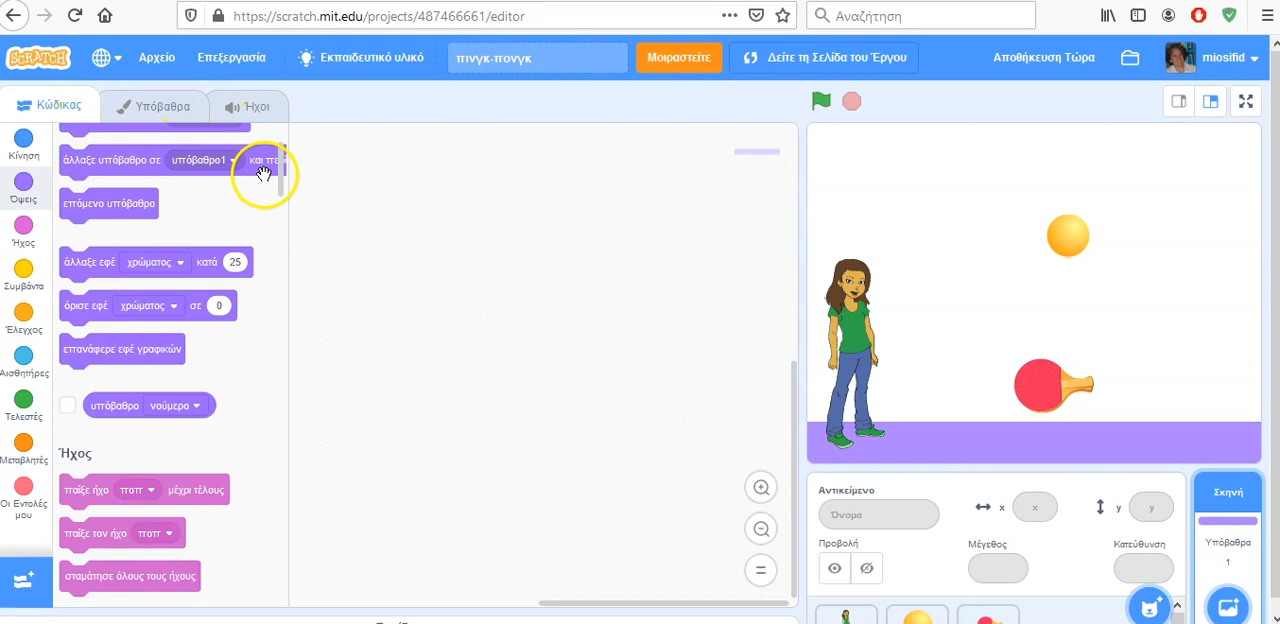 https://scratch.mit.edu/projects/487466661/editor
Αναζήτηση
SCRATCH
Αρχείο
Επεξεργασία
Εκπαιδευτικό υλικό
πινγκ-πονγκ
Μοιραστείτε
Δείτε τη Σελίδα του Έργου
Αποθήκευση Τώρα
miosifid
Κώδικας
Υπόβαθρα
Ήχοι
Κίνηση
Όψεις
Ήχος
Συμβάντα
Έλεγχος
Αισθητήρες
Τελεστές
Μεταβλητές
Οι Εντολές
μου
άλλαξε υπόβαθρο σε υπόβαθρο1 και
επόμενο υπόβαθρο
άλλαξε εφέ χρώματος κατά 25
όρισε εφέ χρώματος σε 0
επανάφερε εφέ γραφικών
υπόβαθρο νούμερο
Ήχος
παίξε ήχο ποπ μέχρι τέλους
παίξε τον ήχο ποπ
σταμάτησε όλους τους ήχους
Αντικείμενο
Όνομα
x x
y y
Προβολή
Μέγεθος
Κατεύθυνση
Σκηνή
Υπόβαθρα
1